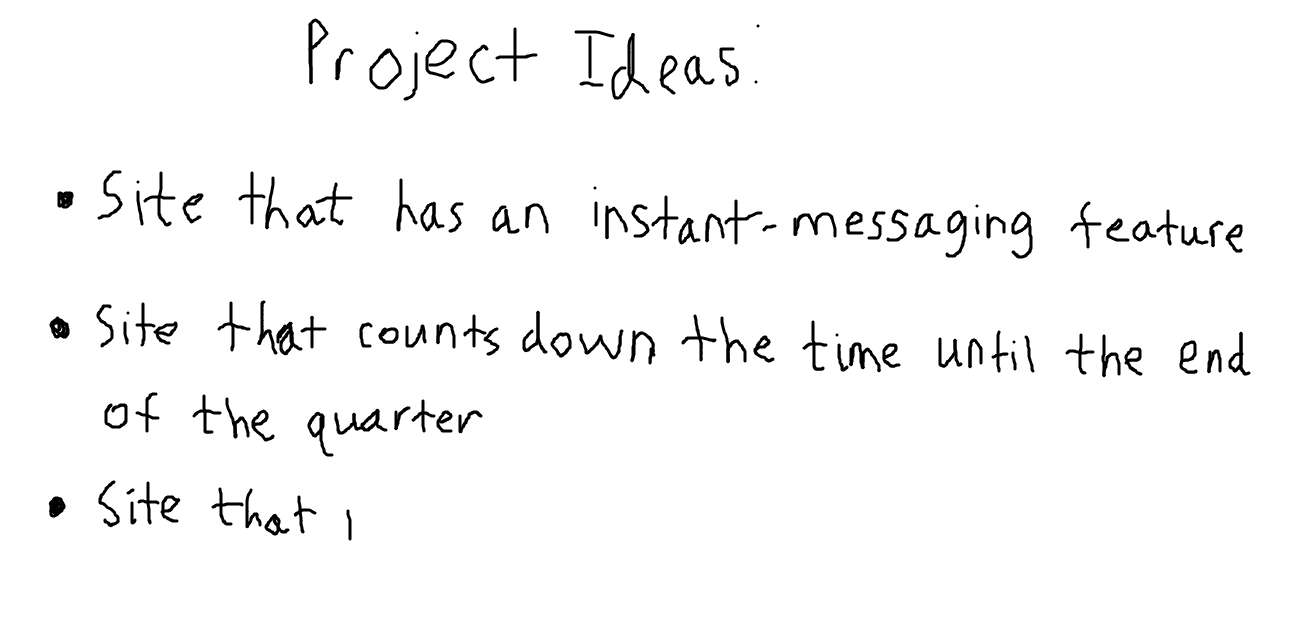 Project Ideas:
• Site that has an instant-messaging feature
• Site that counts down the time until the end
of the quarter
• Site that